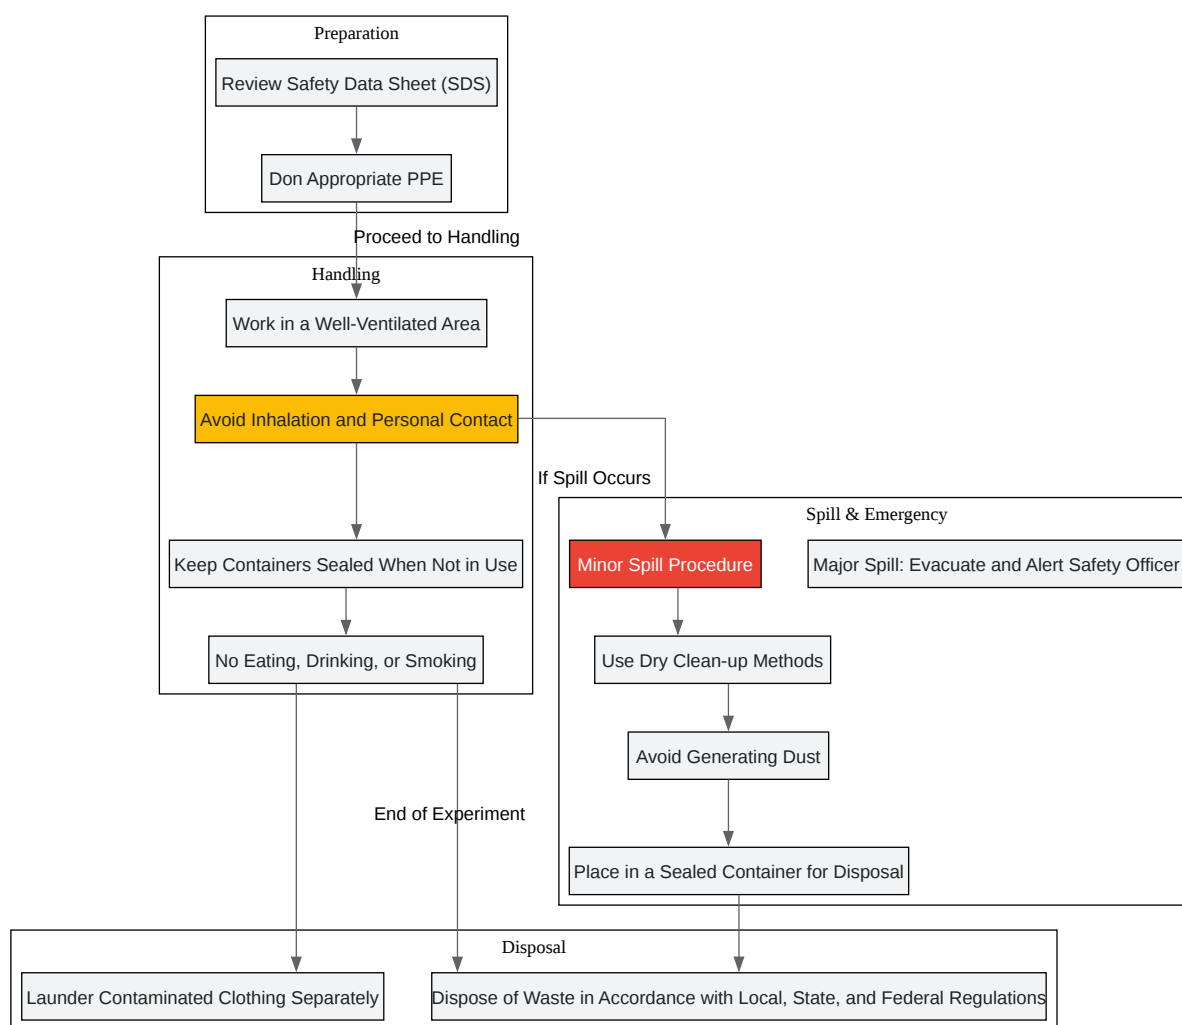 Preparation
Review Safety Data Sheet (SDS)
Don Appropriate PPE
Proceed to Handling
Handling
Work in a Well-Ventilated Area
Avoid Inhalation and Personal Contact
If Spill Occurs
Spill & Emergency
Keep Containers Sealed When Not in Use
Minor Spill Procedure
Major Spill: Evacuate and Alert Safety Officer
No Eating, Drinking, or Smoking
Use Dry Clean-up Methods
Avoid Generating Dust
End of Experiment
Place in a Sealed Container for Disposal
Disposal
Launder Contaminated Clothing Separately
Dispose of Waste in Accordance with Local, State, and Federal Regulations